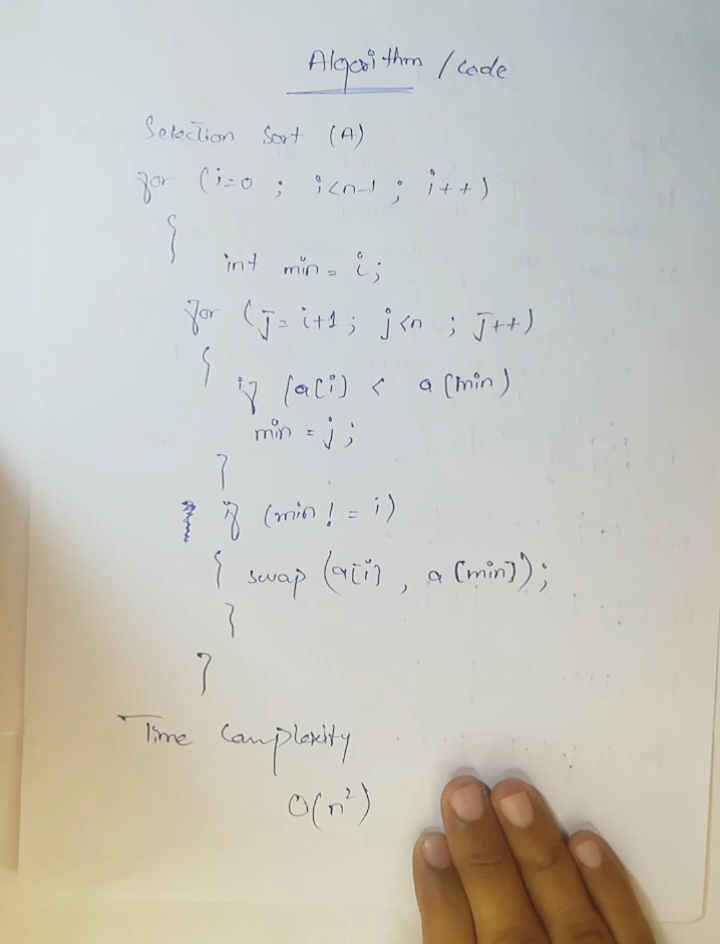 Algorithm / Code
Selection Sort (A)
for (i=0 ; i<n-1 ; i++)
{
int min = i;
for (j = i+1 ; j<n ; j++)
{
if (a[i] < a[min)
min = j;
}
if (min != i)
{ swap (a[i] , a[min]);
}
}
Time Complexity
O(n²)